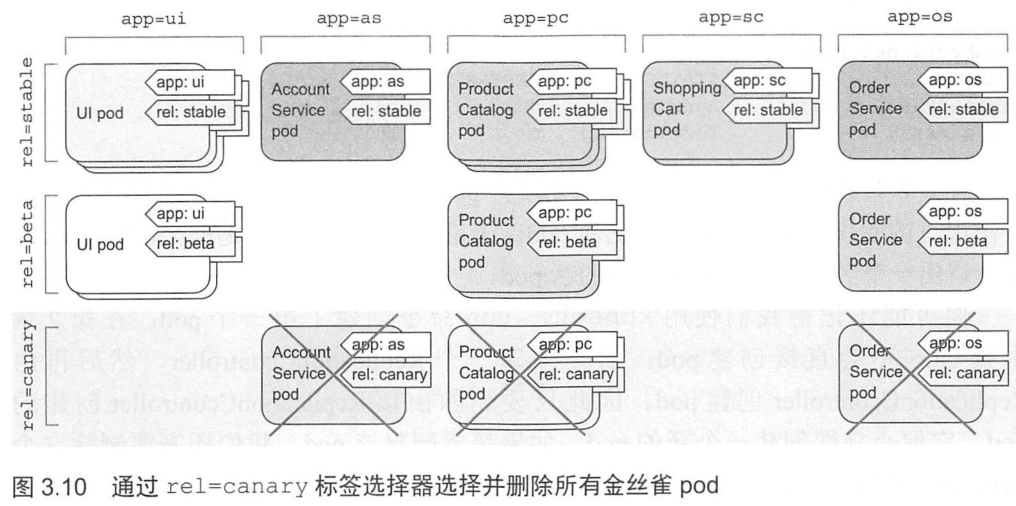 app=ui app=as app=pc app=sc app=os
rel=stable
UI pod
app: ui
rel: stable
Account
Service
pod
app: as
rel: stable
Product
Catalog
pod
app: pc
rel: stable
Shopping
Cart
pod
app: sc
rel: stable
Order
Service
pod
app: os
rel: stable
rel=beta
UI pod
app: ui
rel: beta
Product
Catalog
pod
app: pc
rel: beta
Order
Service
pod
app: os
rel: beta
rel=canary
Account
Service
pod
app: as
rel: canary
Product
Catalog
pod
app: pc
rel: canary
Order
Service
pod
app: os
rel: canary
图 3.10 通过 rel=canary 标签选择器选择并删除所有金丝雀 pod